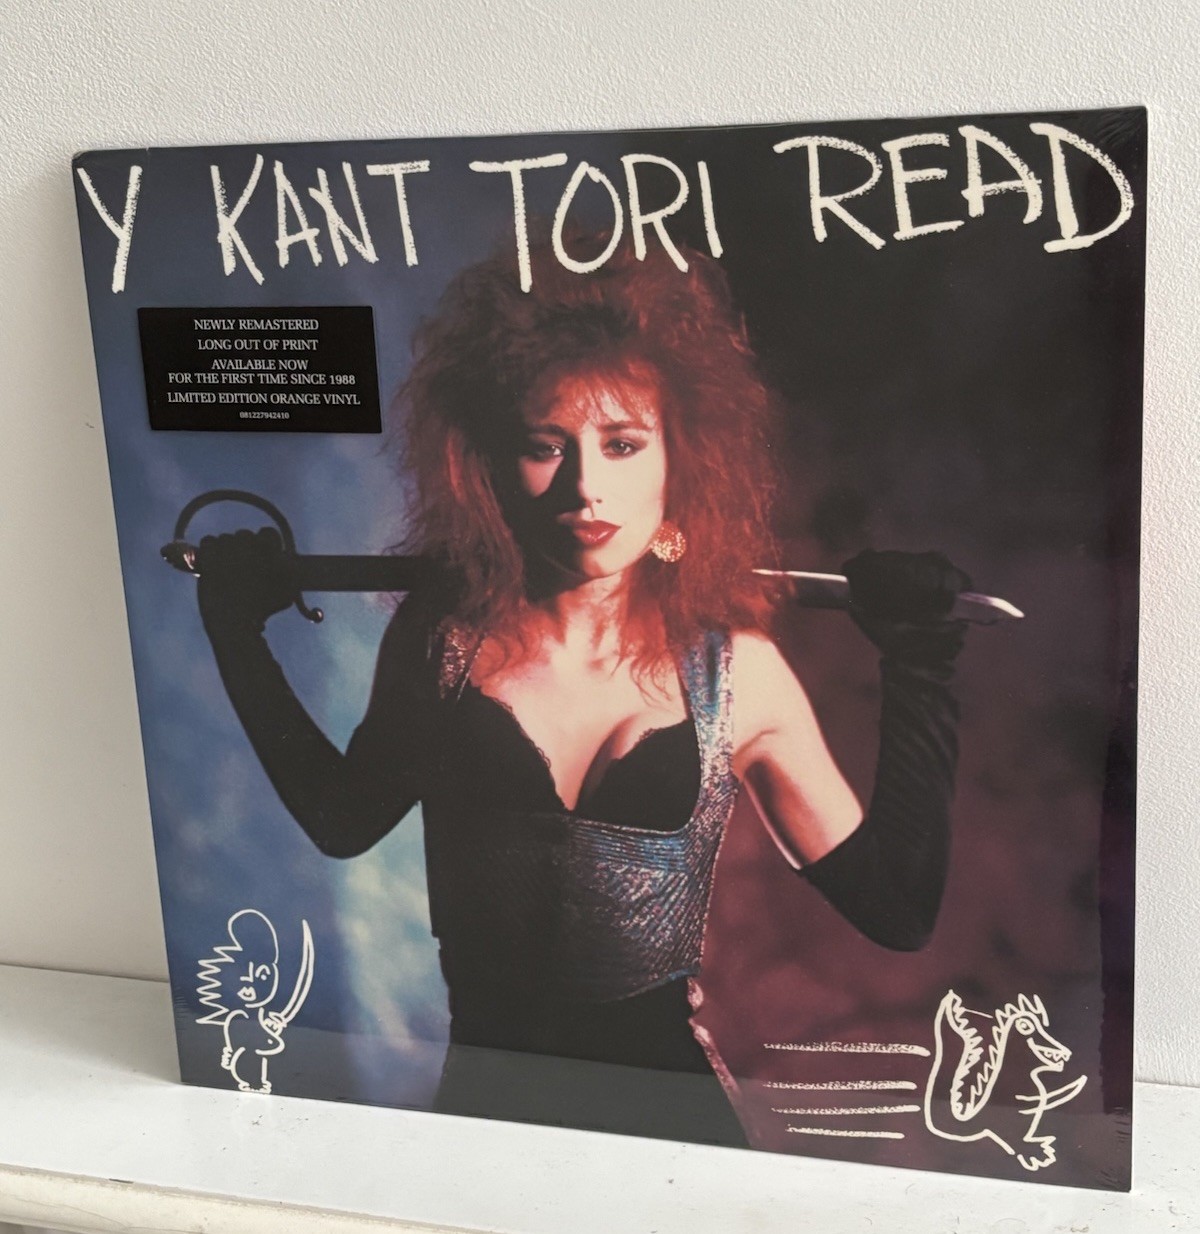 Y KANT TORI READ
NEWLY REMASTERED
LONG OUT OF PRINT
AVAILABLE NOW
FOR THE FIRST TIME SINCE 1988
LIMITED EDITION ORANGE VINYL
081227942410